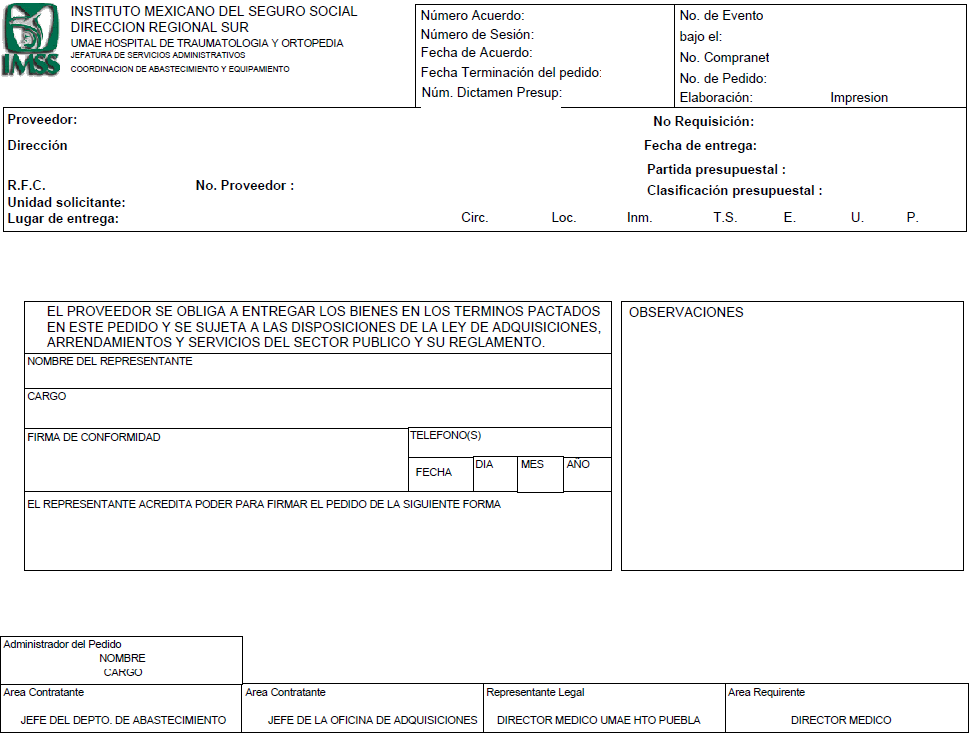 IMSS
INSTITUTO MEXICANO DEL SEGURO SOCIAL
DIRECCION REGIONAL SUR
UMAE HOSPITAL DE TRAUMATOLOGIA Y ORTOPEDIA
JEFATURA DE SERVICIOS ADMINISTRATIVOS
COORDINACION DE ABASTECIMIENTO Y EQUIPAMIENTO
Número Acuerdo:
Número de Sesión:
Fecha de Acuerdo:
Fecha Terminación del pedido:
Núm. Dictamen Presup:
No. de Evento
bajo el:
No. Compranet
No. de Pedido:
Elaboración: Impresion
Proveedor:
Dirección
R.F.C. No. Proveedor :
Unidad solicitante:
Lugar de entrega:
No Requisición:
Fecha de entrega:
Partida presupuestal :
Clasificación presupuestal :
Circ. Loc. Inm. T.S. E. U. P.
EL PROVEEDOR SE OBLIGA A ENTREGAR LOS BIENES EN LOS TERMINOS PACTADOS
EN ESTE PEDIDO Y SE SUJETA A LAS DISPOSICIONES DE LA LEY DE ADQUISICIONES,
ARRENDAMIENTOS Y SERVICIOS DEL SECTOR PUBLICO Y SU REGLAMENTO.
NOMBRE DEL REPRESENTANTE
CARGO
FIRMA DE CONFORMIDAD
TELEFONO(S)
FECHA DIA MES AÑO
EL REPRESENTANTE ACREDITA PODER PARA FIRMAR EL PEDIDO DE LA SIGUIENTE FORMA
OBSERVACIONES
Administrador del Pedido
NOMBRE
CARGO
Area Contratante
JEFE DEL DEPTO. DE ABASTECIMIENTO
Area Contratante
JEFE DE LA OFICINA DE ADQUISICIONES
Representante Legal
DIRECTOR MEDICO UMAE HTO PUEBLA
Area Requirente
DIRECTOR MEDICO